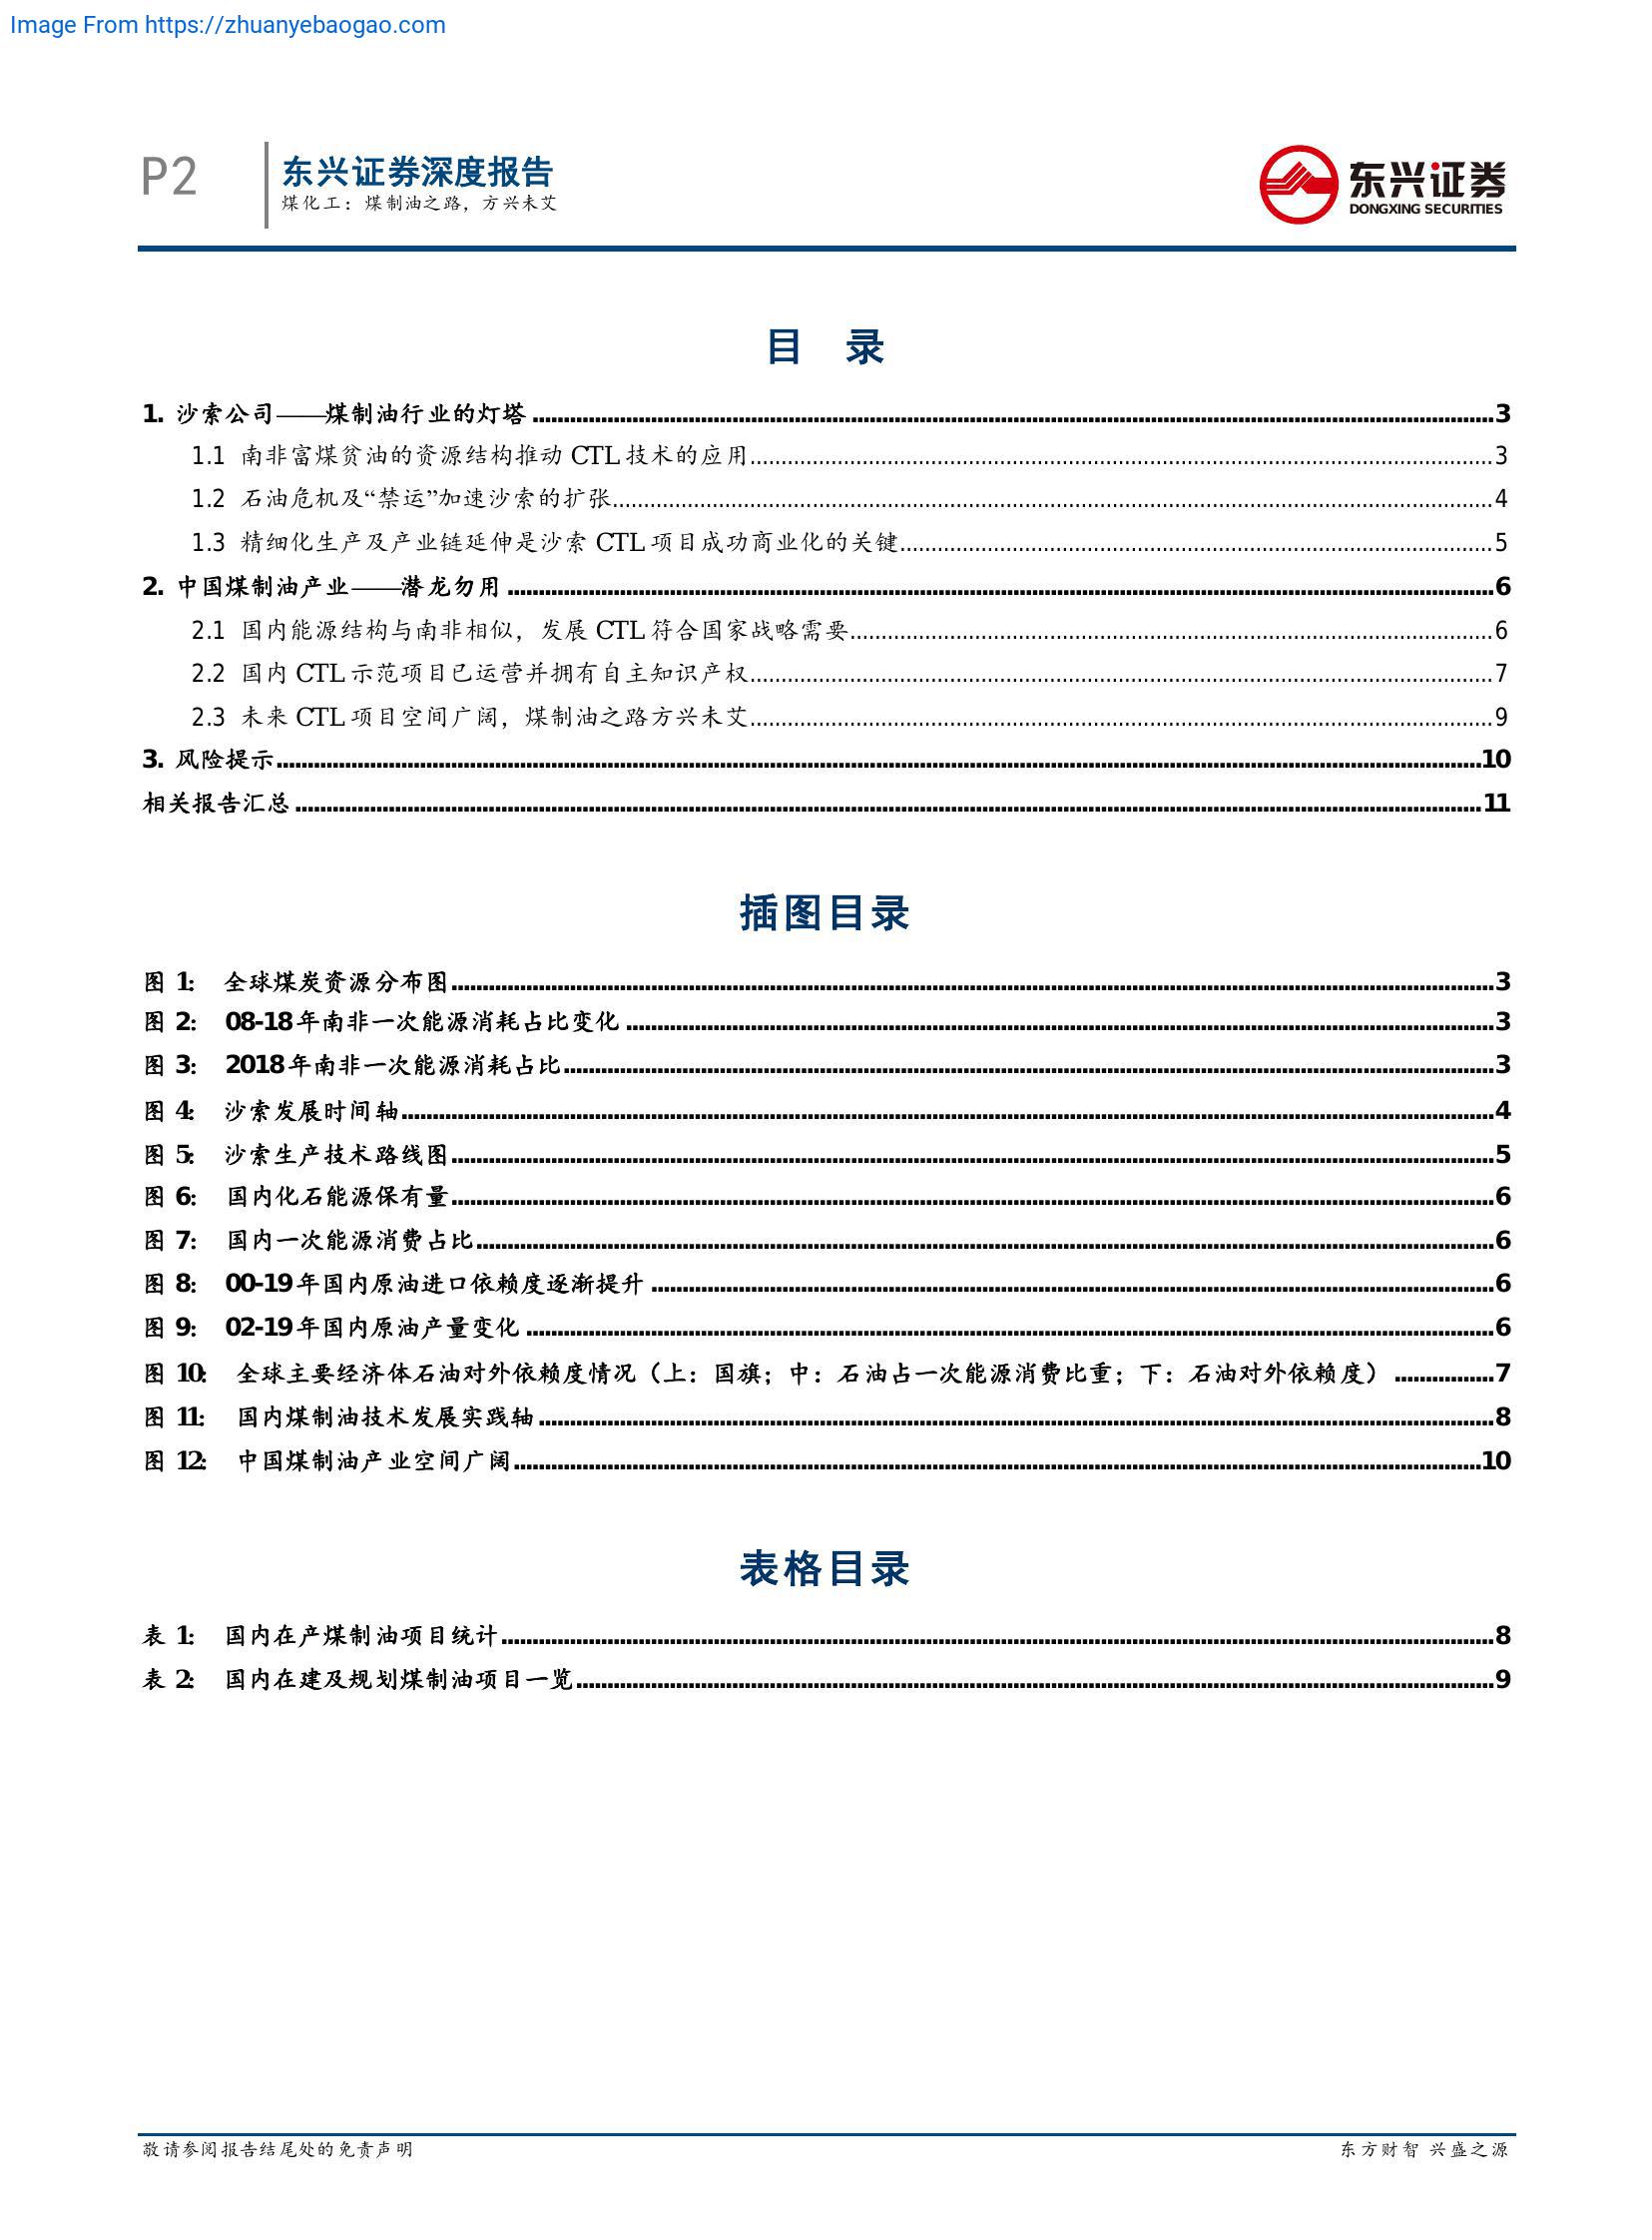 Image From https://zhuanyebaogao.com
P2
东兴证券深度报告
煤化工：煤制油之路，方兴未艾
东兴证券
DONGXING SECURITIES
目 录
1. 沙索公司——煤制油行业的灯塔 3
1.1 南非富煤贫油的资源结构推动 CTL 技术的应用 3
1.2 石油危机及“禁运”加速沙索的扩张 4
1.3 精细化生产及产业链延伸是沙索 CTL 项目成功商业化的关键 5
2. 中国煤制油产业——潜龙勿用 6
2.1 国内能源结构与南非相似，发展 CTL 符合国家战略需要 6
2.2 国内 CTL 示范项目已运营并拥有自主知识产权 7
2.3 未来 CTL 项目空间广阔，煤制油之路方兴未艾 9
3. 风险提示 10
相关报告汇总 11
插图目录
图 1: 全球煤炭资源分布图 3
图 2: 08-18 年南非一次能源消耗占比变化 3
图 3: 2018 年南非一次能源消耗占比 3
图 4: 沙索发展时间轴 4
图 5: 沙索生产技术路线图 5
图 6: 国内化石能源保有量 6
图 7: 国内一次能源消费占比 6
图 8: 00-19 年国内原油进口依赖度逐渐提升 6
图 9: 02-19 年国内原油产量变化 6
图 10: 全球主要经济体石油对外依赖度情况（上：国旗；中：石油占一次能源消费比重；下：石油对外依赖度） 7
图 11: 国内煤制油技术发展实践轴 8
图 12: 中国煤制油产业空间广阔 10
表格目录
表 1: 国内在产煤制油项目统计 8
表 2: 国内在建及规划煤制油项目一览 9
敬请参阅报告结尾处的免责声明
东方财智 兴盛之源